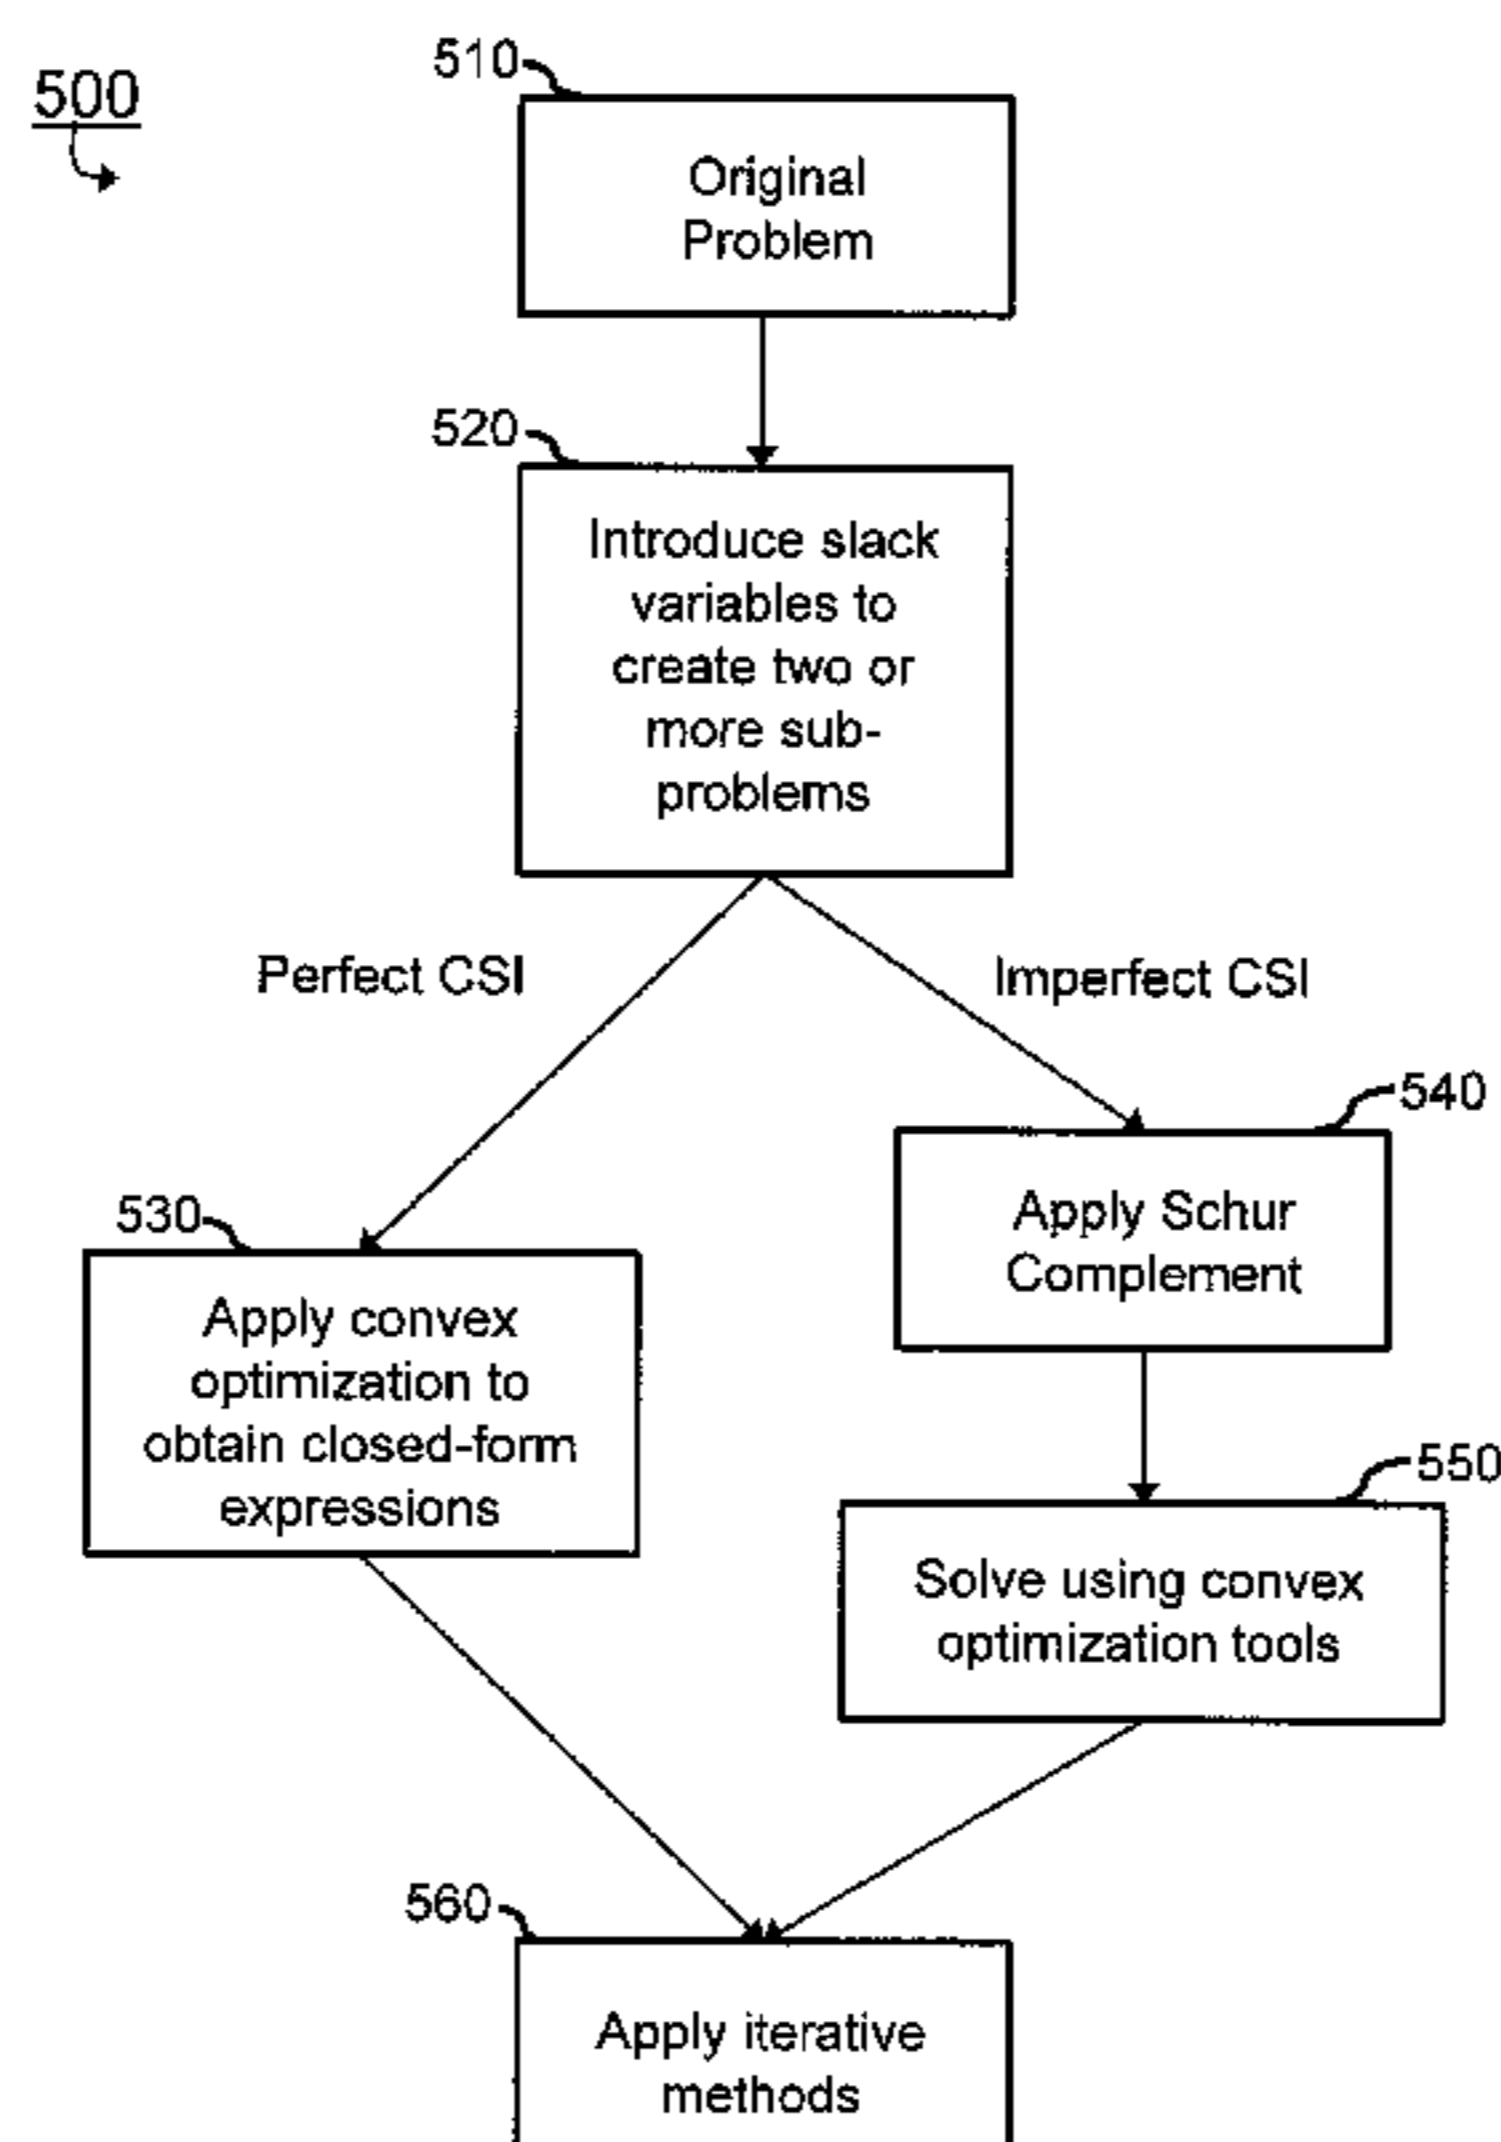 500
510
Original
Problem
520
Introduce slack
variables to
create two or
more sub-
problems
Perfect CSI
Imperfect CSI
530
Apply convex
optimization to
obtain closed-form
expressions
540
Apply Schur
Complement
550
Solve using convex
optimization tools
560
Apply iterative
methods